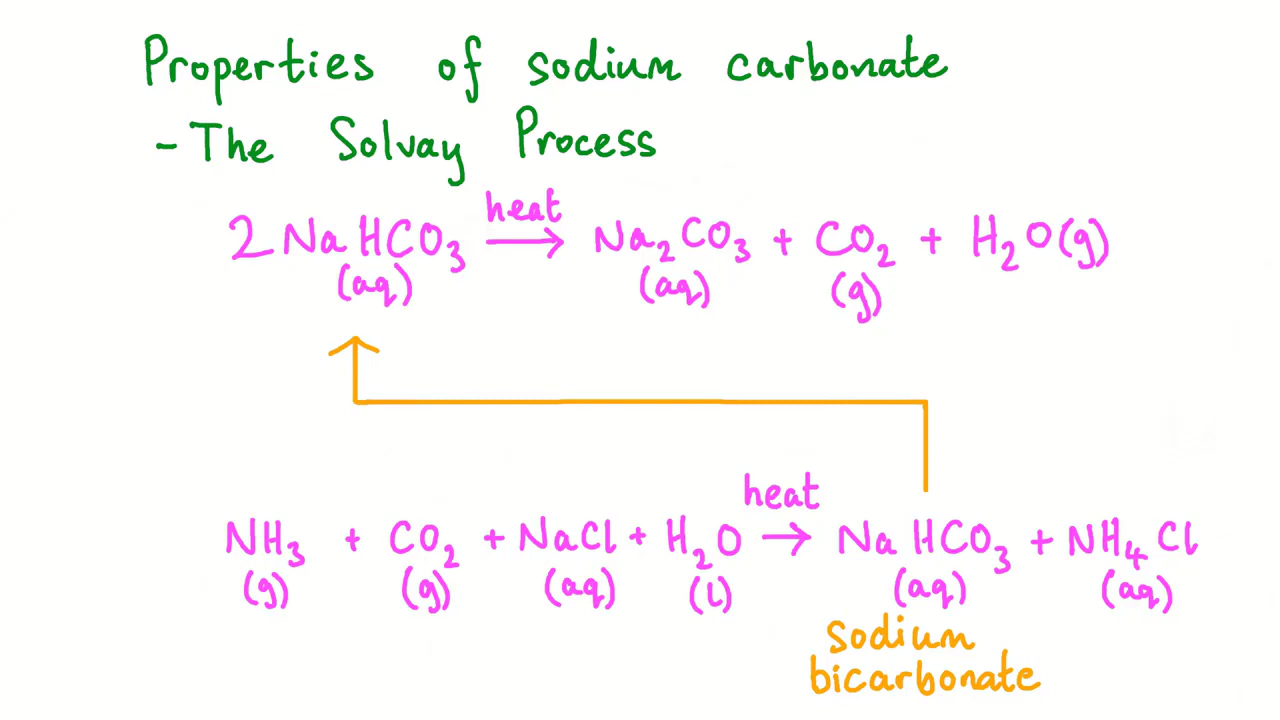 Properties of sodium carbonate
- The Solvay Process
heat
2NaHCO₃ → Na₂CO₃ + CO₂ + H₂O(g)
(aq) (aq) (g)
heat
NH₃ + CO₂ + NaCl + H₂O → NaHCO₃ + NH₄Cl
(g) (g) (aq) (l) (aq) (aq)
sodium
bicarbonate